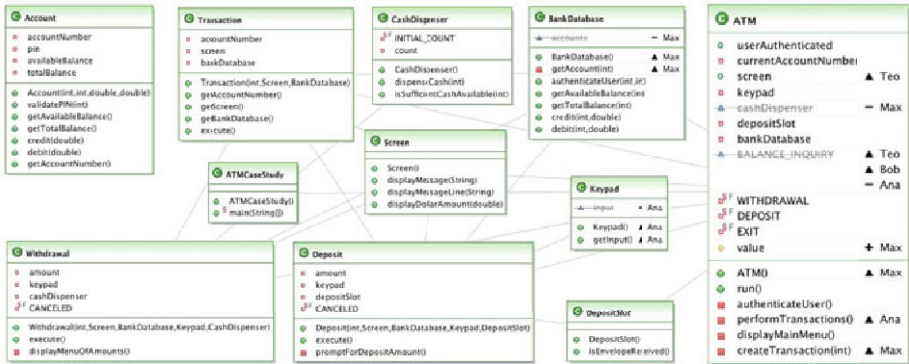 Account
accountNumber
pin
availableBalance
totalBalance
Account(int,int,double,double)
validatePIN(int)
getAvailableBalance()
getTotalBalance()
credit(double)
debit(double)
getAccountNumber()
Transaction
accountNumber
screen
bankDatabase
Transaction(int,Screen,BankDatabase)
getAccountNumber()
getScreen()
getBankDatabase()
execute()
CashDispenser
INITIAL_COUNT
count
CashDispenser()
dispenseCash(int)
isSufficientCashAvailable(int)
BankDatabase
accounts Max
BankDatabase() Max
getAccount(int) Max
authenticateUser(int,int)
getAvailableBalance(int)
getTotalBalance(int)
credit(int,double)
debit(int,double)
ATM
userAuthenticated
currentAccountNumber
screen Teo
keypad
cashDispenser – Max
depositSlot
bankDatabase
BALANCE_INQUIRY Teo
Bob
– Ana
WITHDRAWAL
DEPOSIT
EXIT
value + Max
ATM() Max
run()
authenticateUser()
performTransactions() Ana
displayMainMenu()
createTransaction(int) Max
Screen
Screen()
displayMessage(String)
displayMessageLine(String)
displayDolarAmount(double)
ATMCaseStudy
ATMCaseStudy()
main(String[])
Keypad
input Ana
Keypad() Ana
getInput() Ana
Withdrawal
amount
keypad
cashDispenser
CANCELED
Withdrawal(int,Screen,BankDatabase,Keypad,CashDispenser)
execute()
displayMenuOfAmounts()
Deposit
amount
keypad
depositSlot
CANCELED
Deposit(int,Screen,BankDatabase,Keypad,DepositSlot)
execute()
promptForDepositAmount()
DepositSlot
DepositSlot()
isEnvelopeReceived()